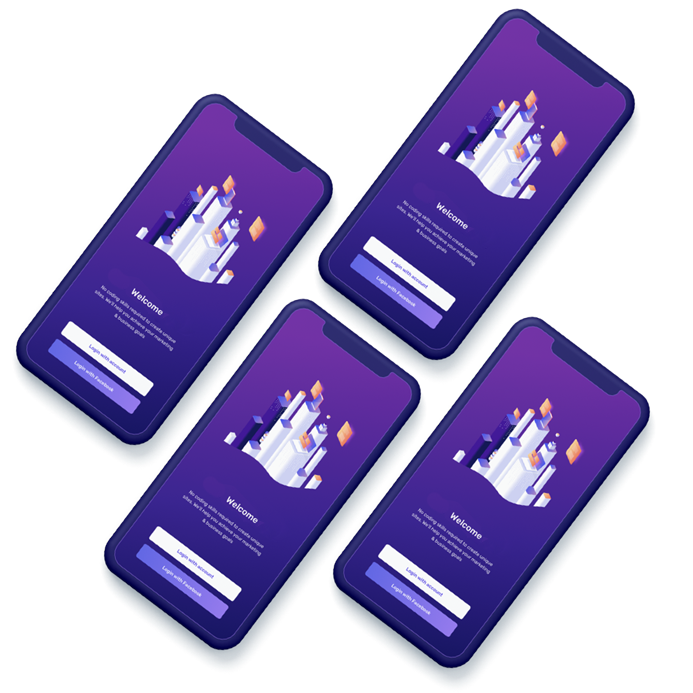 Welcome
No coding skills required to create unique
sites. We'll help you achieve your marketing
& business goals
Login with account
Login with Facebook
Welcome
No coding skills required to create unique
sites. We'll help you achieve your marketing
& business goals
Login with account
Login with Facebook
Welcome
No coding skills required to create unique
sites. We'll help you achieve your marketing
& business goals
Login with account
Login with Facebook
Welcome
No coding skills required to create unique
sites. We'll help you achieve your marketing
& business goals
Login with account
Login with Facebook